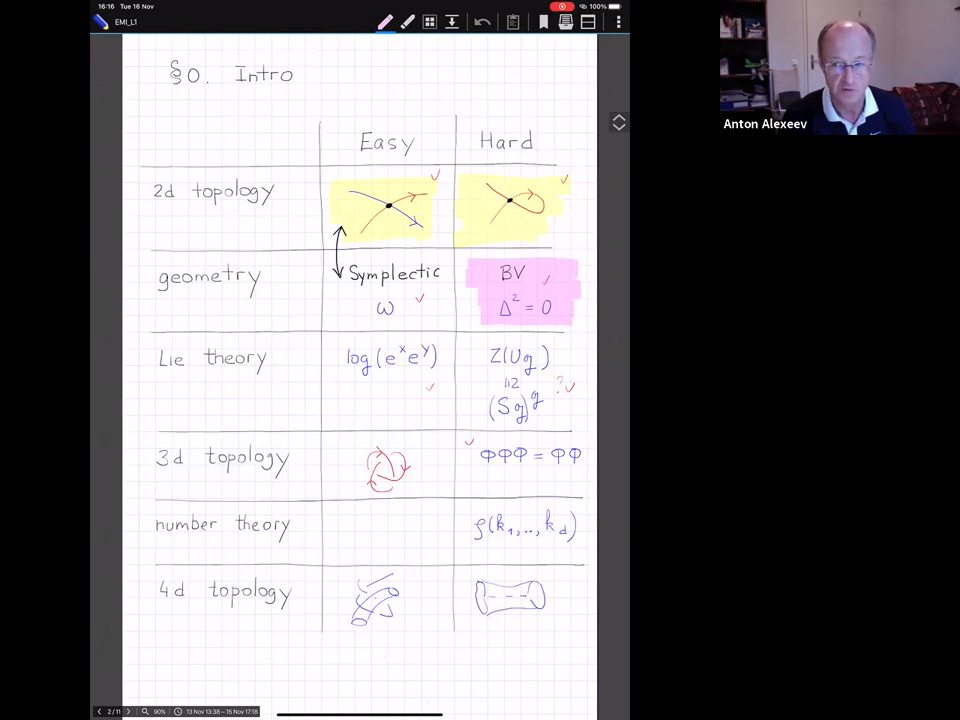 16:16 Tue 16 Nov
100%
EMI_L1
Anton Alexeev
§0. Intro
Easy Hard
2d topology
geometry Symplectic BV
ω Δ² = 0
Lie theory log(eˣeʸ) Z(Ug)
(Sg)ᵍ ?
3d topology ΦΦΦ = ΦΦ
number theory ζ(k₁,..,k_d)
4d topology
2/11 90% 13 Nov 13:38 – 15 Nov 17:18